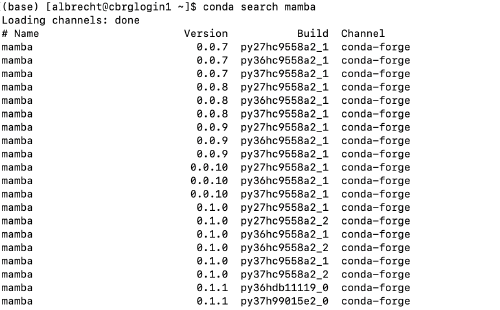 (base) [albrecht@cbrglogin1 ~]$ conda search mamba
Loading channels: done
# Name Version Build Channel
mamba 0.0.7 py27hc9558a2_1 conda-forge
mamba 0.0.7 py36hc9558a2_1 conda-forge
mamba 0.0.7 py37hc9558a2_1 conda-forge
mamba 0.0.8 py27hc9558a2_1 conda-forge
mamba 0.0.8 py36hc9558a2_1 conda-forge
mamba 0.0.8 py37hc9558a2_1 conda-forge
mamba 0.0.9 py27hc9558a2_1 conda-forge
mamba 0.0.9 py36hc9558a2_1 conda-forge
mamba 0.0.9 py37hc9558a2_1 conda-forge
mamba 0.0.10 py27hc9558a2_1 conda-forge
mamba 0.0.10 py36hc9558a2_1 conda-forge
mamba 0.0.10 py37hc9558a2_1 conda-forge
mamba 0.1.0 py27hc9558a2_1 conda-forge
mamba 0.1.0 py27hc9558a2_2 conda-forge
mamba 0.1.0 py36hc9558a2_1 conda-forge
mamba 0.1.0 py36hc9558a2_2 conda-forge
mamba 0.1.0 py37hc9558a2_1 conda-forge
mamba 0.1.0 py37hc9558a2_2 conda-forge
mamba 0.1.1 py36hdb11119_0 conda-forge
mamba 0.1.1 py37h99015e2_0 conda-forge